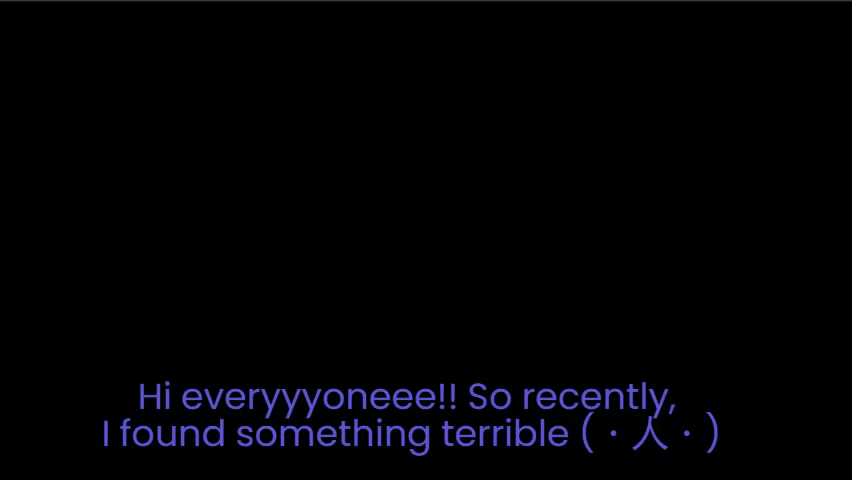 Hi everyyyoneee!! So recently,
I found something terrible (・人・)